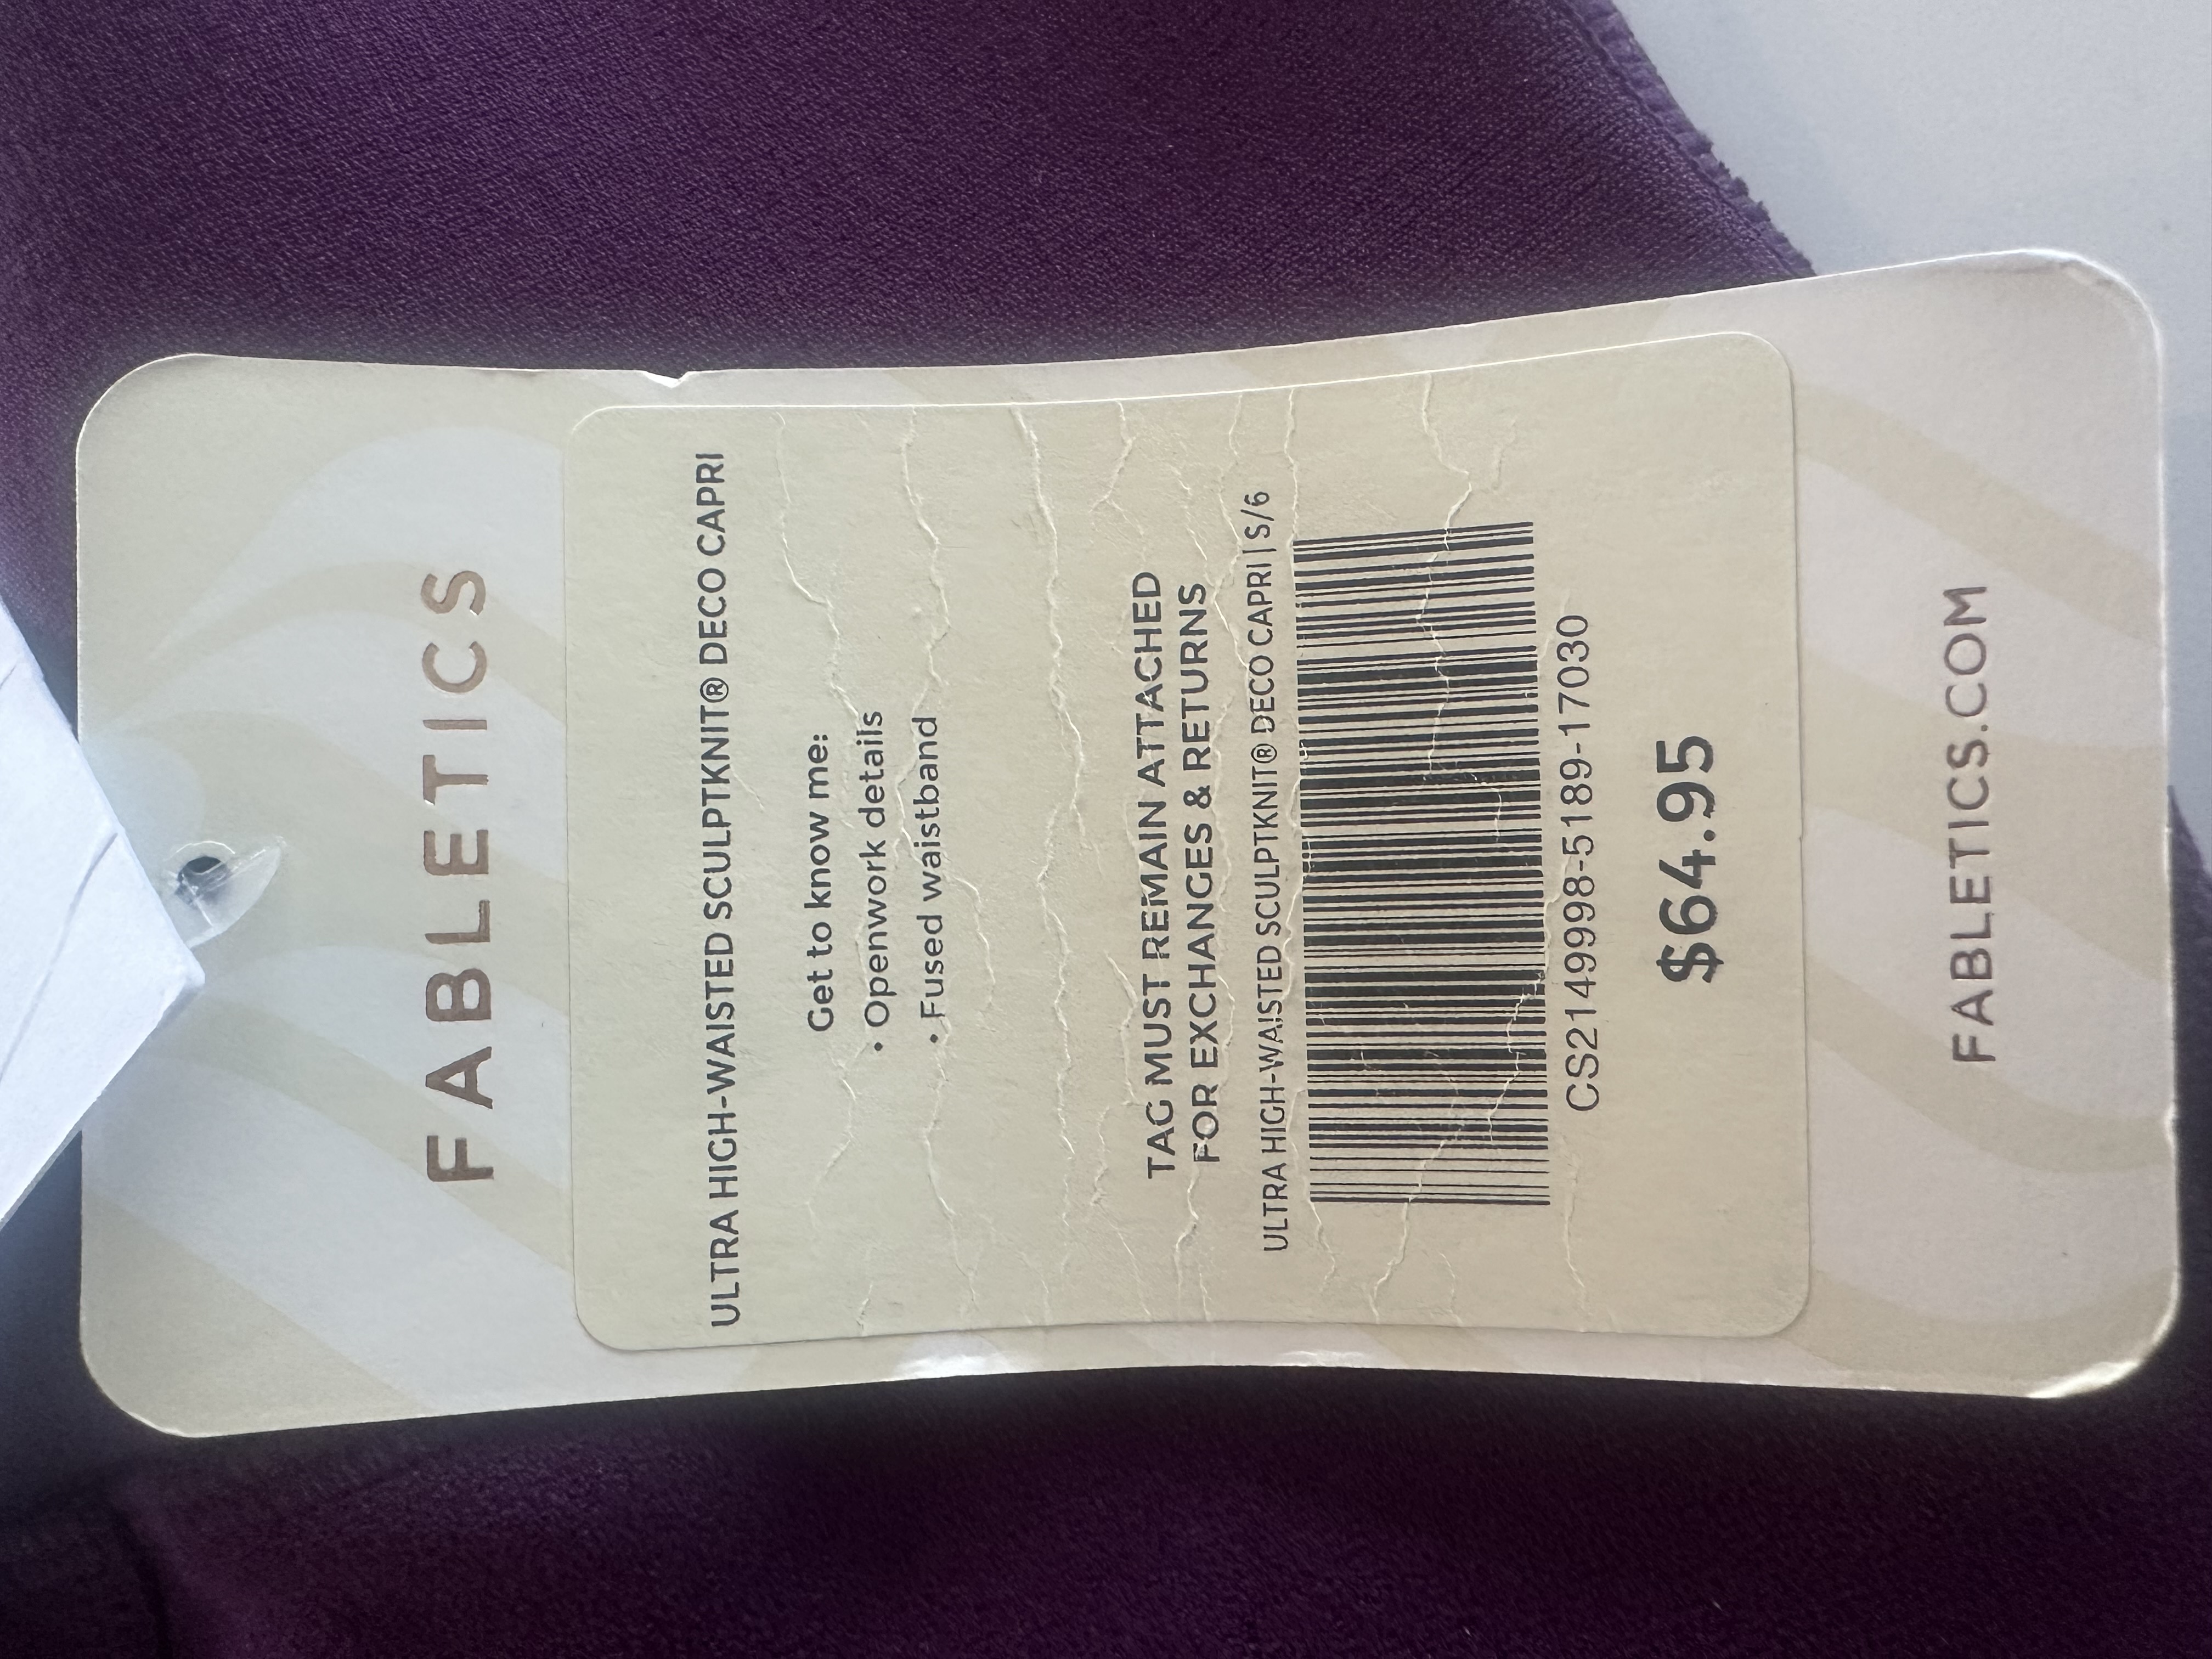 FABLETICS
ULTRA HIGH-WAISTED SCULPTKNIT® DECO CAPRI
Get to know me:
• Openwork details
• Fused waistband
TAG MUST REMAIN ATTACHED
FOR EXCHANGES & RETURNS
ULTRA HIGH-WAISTED SCULPTKNIT® DECO CAPRI | S/6
CS2149998-5189-17030
$64.95
FABLETICS.COM